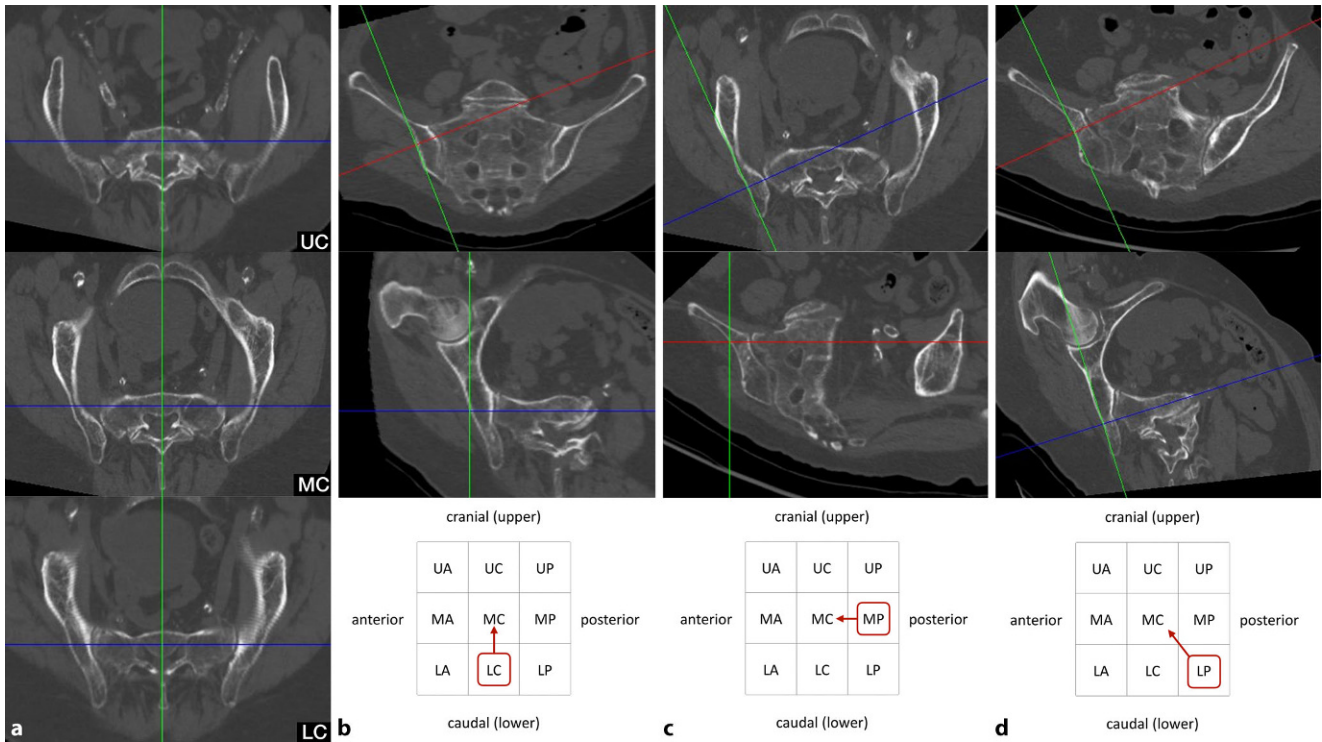 UC
MC
LC
a
cranial (upper)
UA UC UP
anterior MA MC MP posterior
LA LC LP
caudal (lower)
b
cranial (upper)
UA UC UP
anterior MA MC MP posterior
LA LC LP
caudal (lower)
c
cranial (upper)
UA UC UP
anterior MA MC MP posterior
LA LC LP
caudal (lower)
d